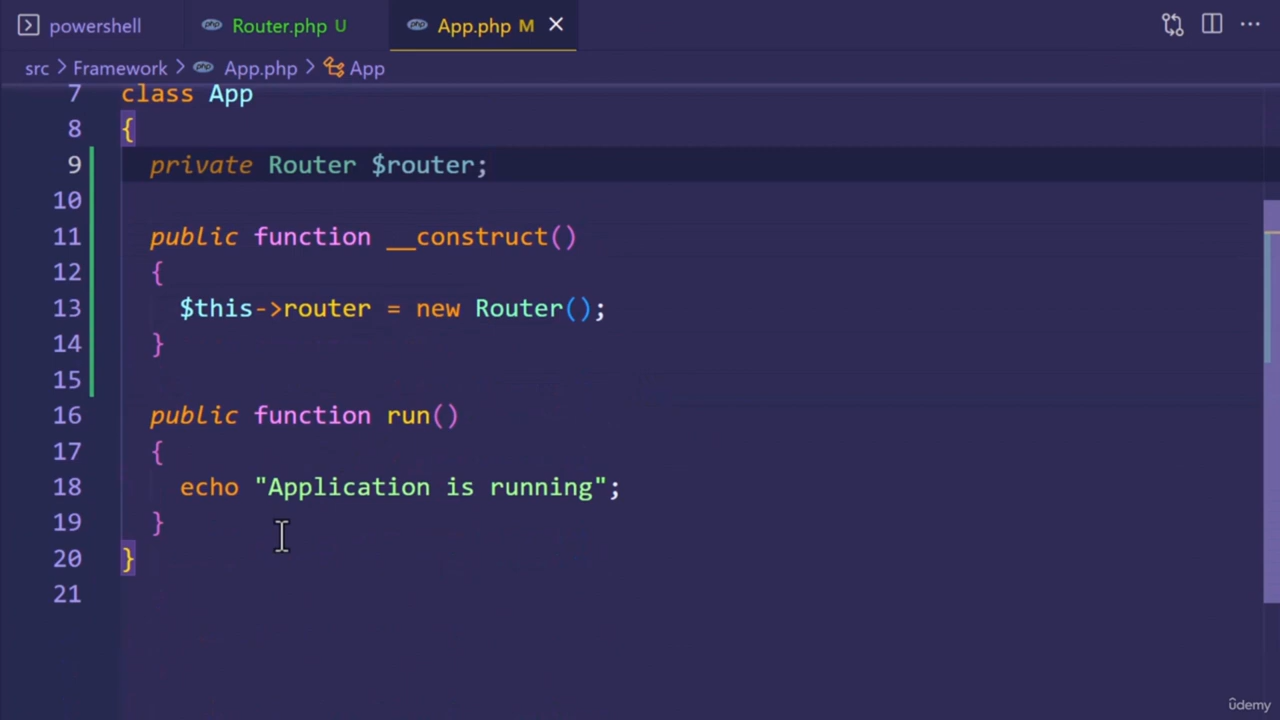 powershell Router.php U App.php M
src > Framework > App.php > App
7 class App
8 {
9 private Router $router;
10
11 public function __construct()
12 {
13 $this->router = new Router();
14 }
15
16 public function run()
17 {
18 echo "Application is running";
19 }
20 }
21
ûdemy